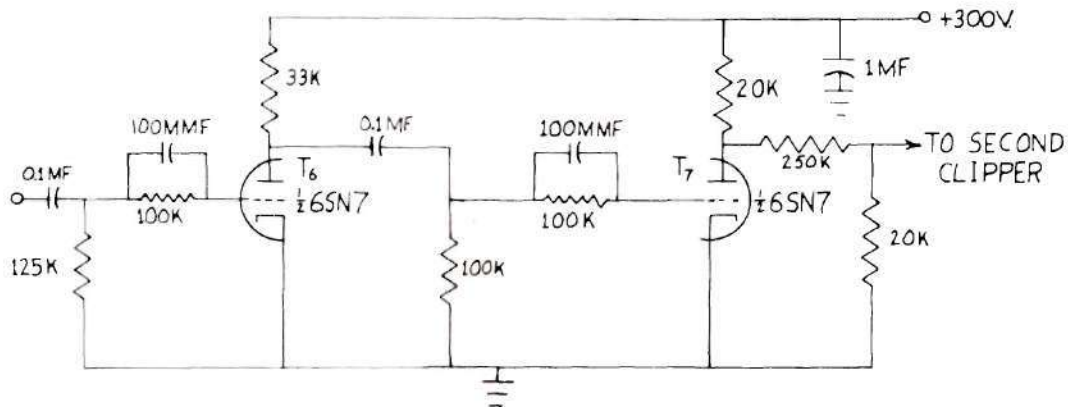 +300V.
33K
20K
1MF
100MMF
0.1MF
100MMF
0.1MF
T6
T7
250K
TO SECOND
CLIPPER
½6SN7
½6SN7
100K
100K
20K
125K
100K